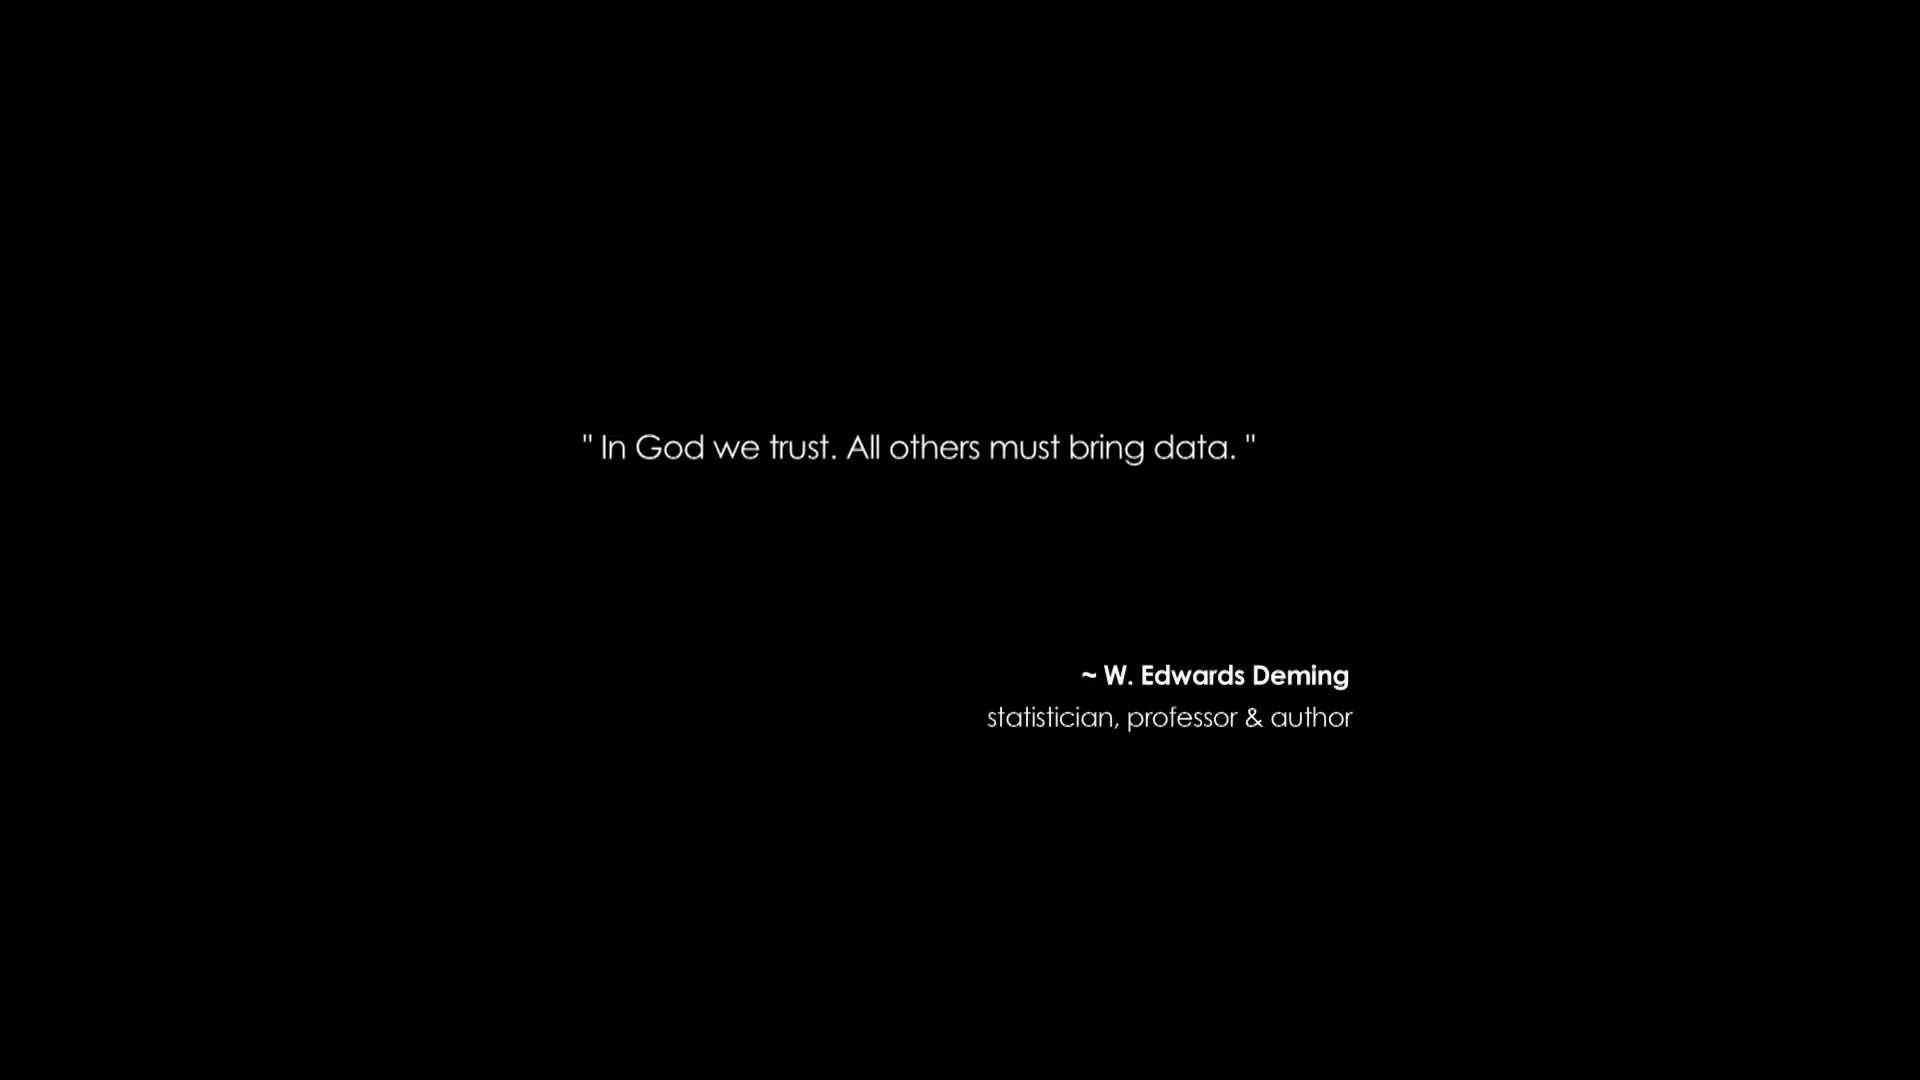 " In God we trust. All others must bring data. "
~ W. Edwards Deming
statistician, professor & author